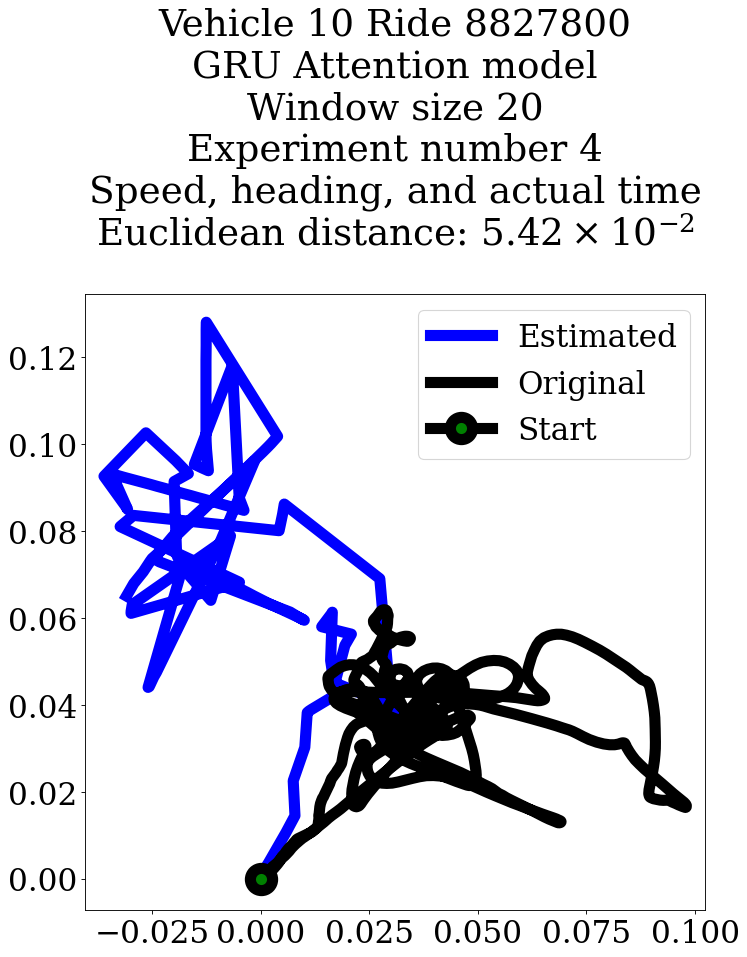 Vehicle 10 Ride 8827800
GRU Attention model
Window size 20
Experiment number 4
Speed, heading, and actual time
Euclidean distance: 5.42 × 10⁻²
Estimated
Original
Start
0.12
0.10
0.08
0.06
0.04
0.02
0.00
−0.025 0.000 0.025 0.050 0.075 0.100